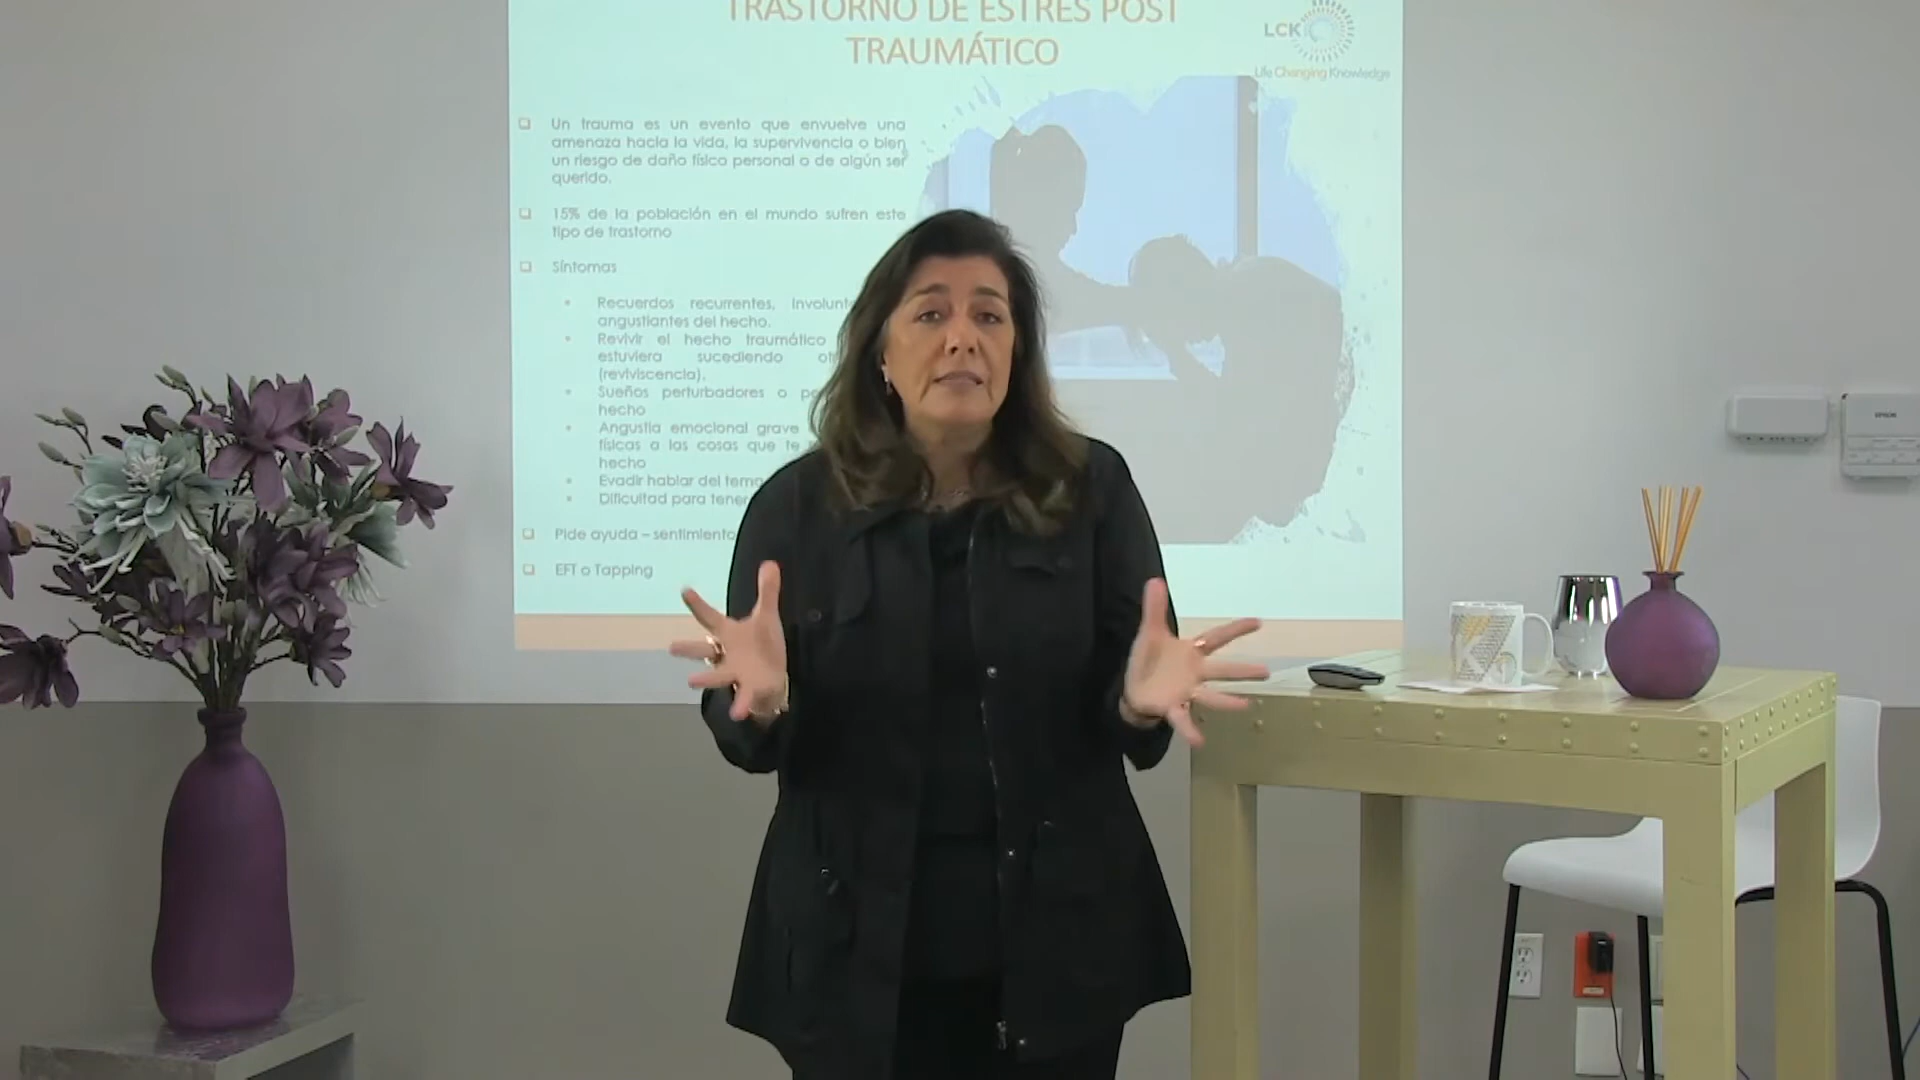 TRASTORNO DE ESTRÉS POST
TRAUMÁTICO
LCK
Life Changing Knowledge
Un trauma es un evento que envuelve una
amenaza hacia la vida, la supervivencia o bien
un riesgo de daño físico personal o de algún ser
querido.
15% de la población en el mundo sufren este
tipo de trastorno
Síntomas
Recuerdos recurrentes, involunt
angustiantes del hecho.
Revivir el hecho traumático
estuviera sucediendo ot
(reviviscencia).
Sueños perturbadores o pe
hecho
Angustia emocional grave
físicas a las cosas que te
hecho
Evadir hablar del tema
Dificultad para tener
Pide ayuda – sentimiento
EFT o Tapping
EPSON